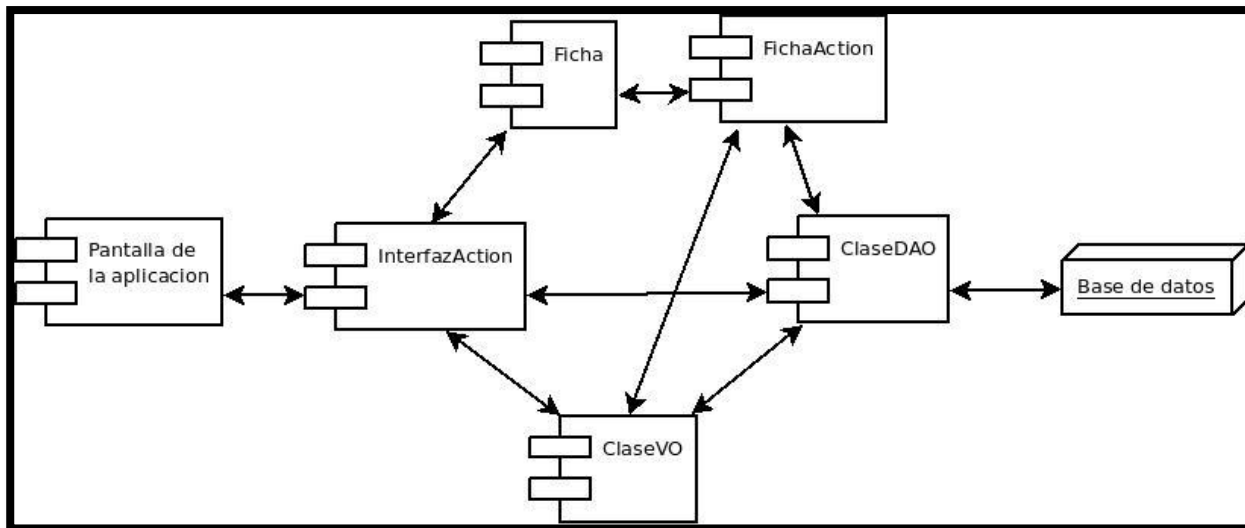 Ficha
FichaAction
Pantalla de
la aplicacion
InterfazAction
ClaseDAO
Base de datos
ClaseVO